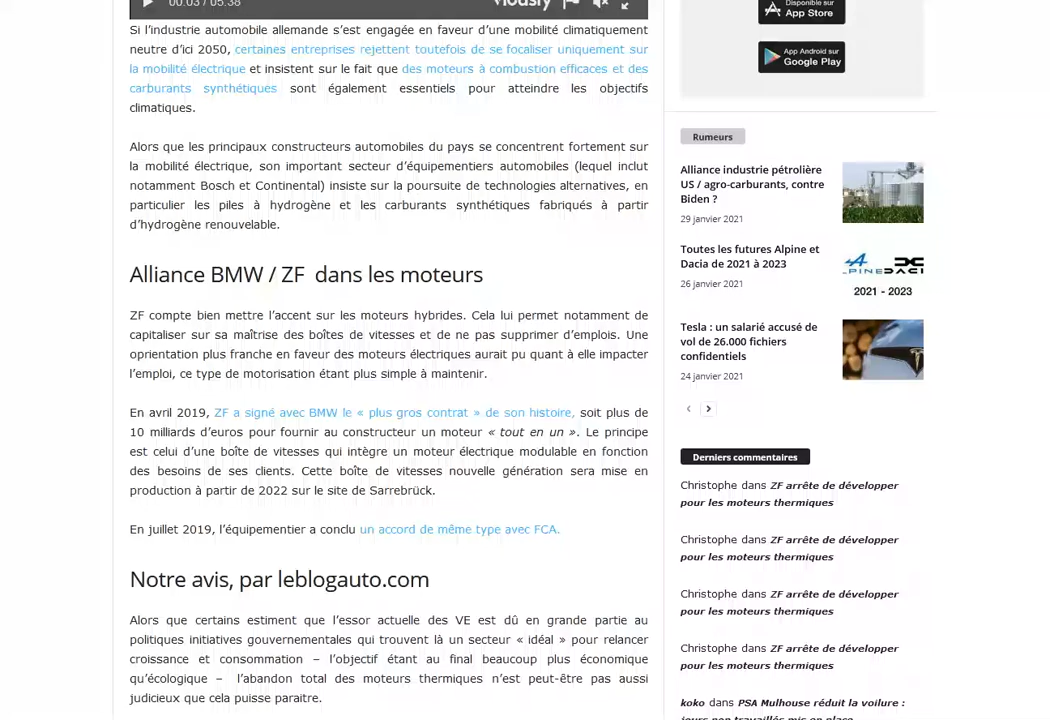 00:03 / 05:38
viously
Disponible sur
App Store
App Android sur
Google Play
Si l’industrie automobile allemande s’est engagée en faveur d’une mobilité climatiquement
neutre d’ici 2050, certaines entreprises rejettent toutefois de se focaliser uniquement sur
la mobilité électrique et insistent sur le fait que des moteurs à combustion efficaces et des
carburants synthétiques sont également essentiels pour atteindre les objectifs
climatiques.
Alors que les principaux constructeurs automobiles du pays se concentrent fortement sur
la mobilité électrique, son important secteur d’équipementiers automobiles (lequel inclut
notamment Bosch et Continental) insiste sur la poursuite de technologies alternatives, en
particulier les piles à hydrogène et les carburants synthétiques fabriqués à partir
d’hydrogène renouvelable.
Alliance BMW / ZF dans les moteurs
ZF compte bien mettre l’accent sur les moteurs hybrides. Cela lui permet notamment de
capitaliser sur sa maîtrise des boîtes de vitesses et de ne pas supprimer d’emplois. Une
oprientation plus franche en faveur des moteurs électriques aurait pu quant à elle impacter
l’emploi, ce type de motorisation étant plus simple à maintenir.
En avril 2019, ZF a signé avec BMW le « plus gros contrat » de son histoire, soit plus de
10 milliards d’euros pour fournir au constructeur un moteur « tout en un ». Le principe
est celui d’une boîte de vitesses qui intègre un moteur électrique modulable en fonction
des besoins de ses clients. Cette boîte de vitesses nouvelle génération sera mise en
production à partir de 2022 sur le site de Sarrebrück.
En juillet 2019, l’équipementier a conclu un accord de même type avec FCA.
Notre avis, par leblogauto.com
Alors que certains estiment que l’essor actuelle des VE est dû en grande partie au
politiques initiatives gouvernementales qui trouvent là un secteur « idéal » pour relancer
croissance et consommation – l’objectif étant au final beaucoup plus économique
qu’écologique – l’abandon total des moteurs thermiques n’est peut-être pas aussi
judicieux que cela puisse paraitre.
Rumeurs
Alliance industrie pétrolière
US / agro-carburants, contre
Biden ?
29 janvier 2021
Toutes les futures Alpine et
Dacia de 2021 à 2023
26 janvier 2021
ALPINE DACIA
2021 - 2023
Tesla : un salarié accusé de
vol de 26.000 fichiers
confidentiels
24 janvier 2021
Derniers commentaires
Christophe dans ZF arrête de développer
pour les moteurs thermiques
Christophe dans ZF arrête de développer
pour les moteurs thermiques
Christophe dans ZF arrête de développer
pour les moteurs thermiques
Christophe dans ZF arrête de développer
pour les moteurs thermiques
koko dans PSA Mulhouse réduit la voilure :
jours non travaillés mis en place